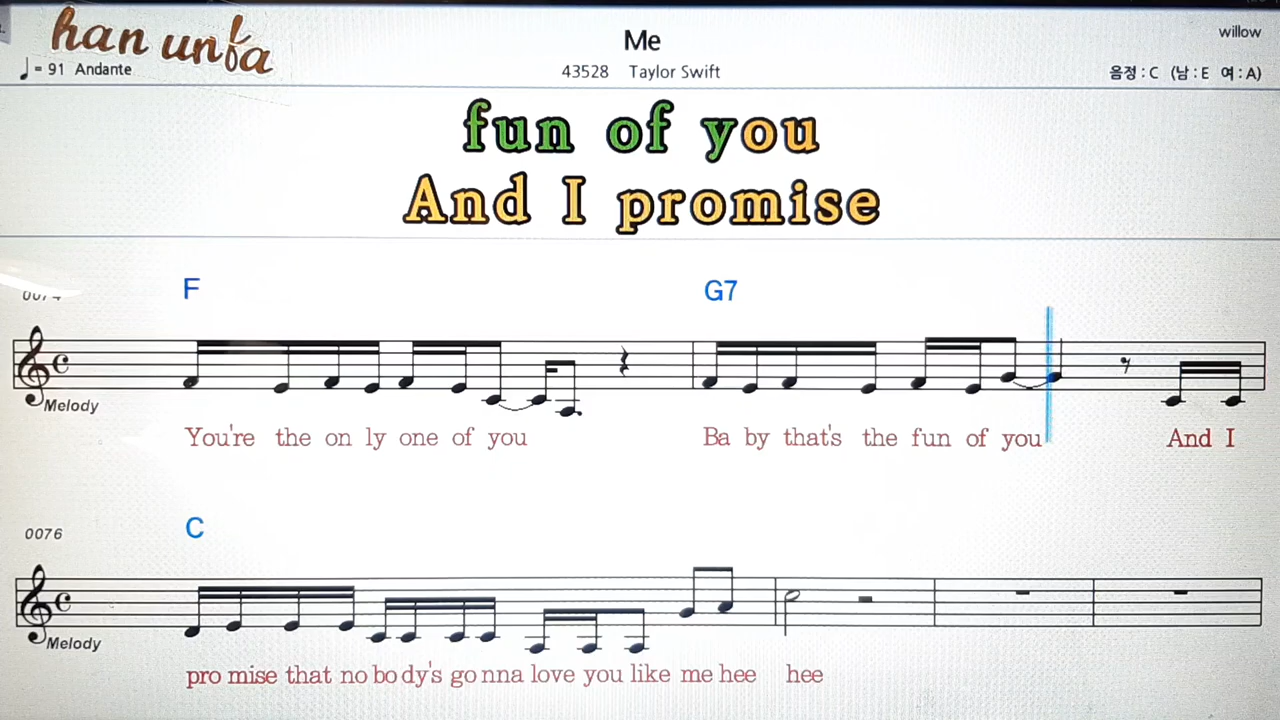 han unba
Me
willow
♩ = 91 Andante
43528 Taylor Swift
음정 : C (남 : E 여 : A)
fun of you
And I promise
0074
F G7
Melody
You're the on ly one of you Ba by that's the fun of you And I
0076
C
Melody
pro mise that no bo dy's go nna love you like me hee hee